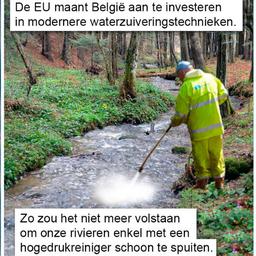 De EU maant België aan te investeren
in modernere waterzuiveringstechnieken.
Zo zou het niet meer volstaan
om onze rivieren enkel met een
hogedrukreiniger schoon te spuiten.